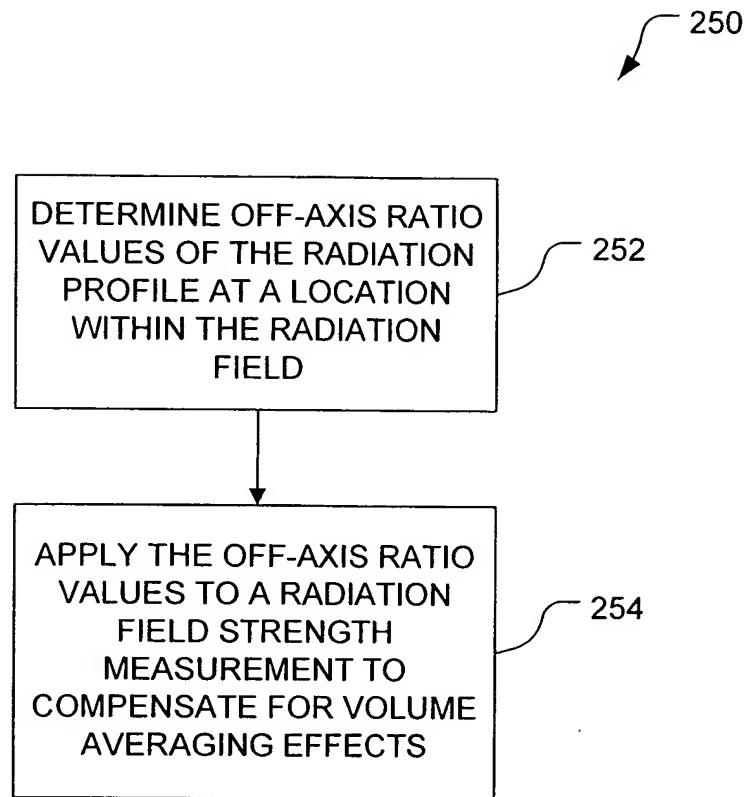 250
DETERMINE OFF-AXIS RATIO
VALUES OF THE RADIATION
PROFILE AT A LOCATION
WITHIN THE RADIATION
FIELD
252
APPLY THE OFF-AXIS RATIO
VALUES TO A RADIATION
FIELD STRENGTH
MEASUREMENT TO
COMPENSATE FOR VOLUME
AVERAGING EFFECTS
254